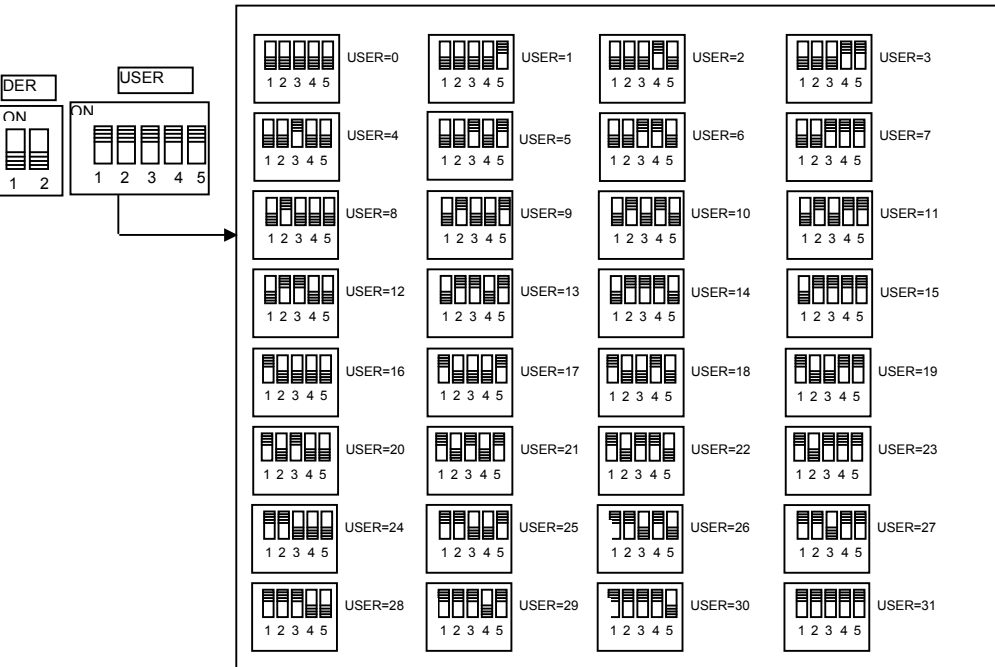 DER
ON
1 2
USER
ON
1 2 3 4 5
1 2 3 4 5 USER=0
1 2 3 4 5 USER=1
1 2 3 4 5 USER=2
1 2 3 4 5 USER=3
1 2 3 4 5 USER=4
1 2 3 4 5 USER=5
1 2 3 4 5 USER=6
1 2 3 4 5 USER=7
1 2 3 4 5 USER=8
1 2 3 4 5 USER=9
1 2 3 4 5 USER=10
1 2 3 4 5 USER=11
1 2 3 4 5 USER=12
1 2 3 4 5 USER=13
1 2 3 4 5 USER=14
1 2 3 4 5 USER=15
1 2 3 4 5 USER=16
1 2 3 4 5 USER=17
1 2 3 4 5 USER=18
1 2 3 4 5 USER=19
1 2 3 4 5 USER=20
1 2 3 4 5 USER=21
1 2 3 4 5 USER=22
1 2 3 4 5 USER=23
1 2 3 4 5 USER=24
1 2 3 4 5 USER=25
1 2 3 4 5 USER=26
1 2 3 4 5 USER=27
1 2 3 4 5 USER=28
1 2 3 4 5 USER=29
1 2 3 4 5 USER=30
1 2 3 4 5 USER=31